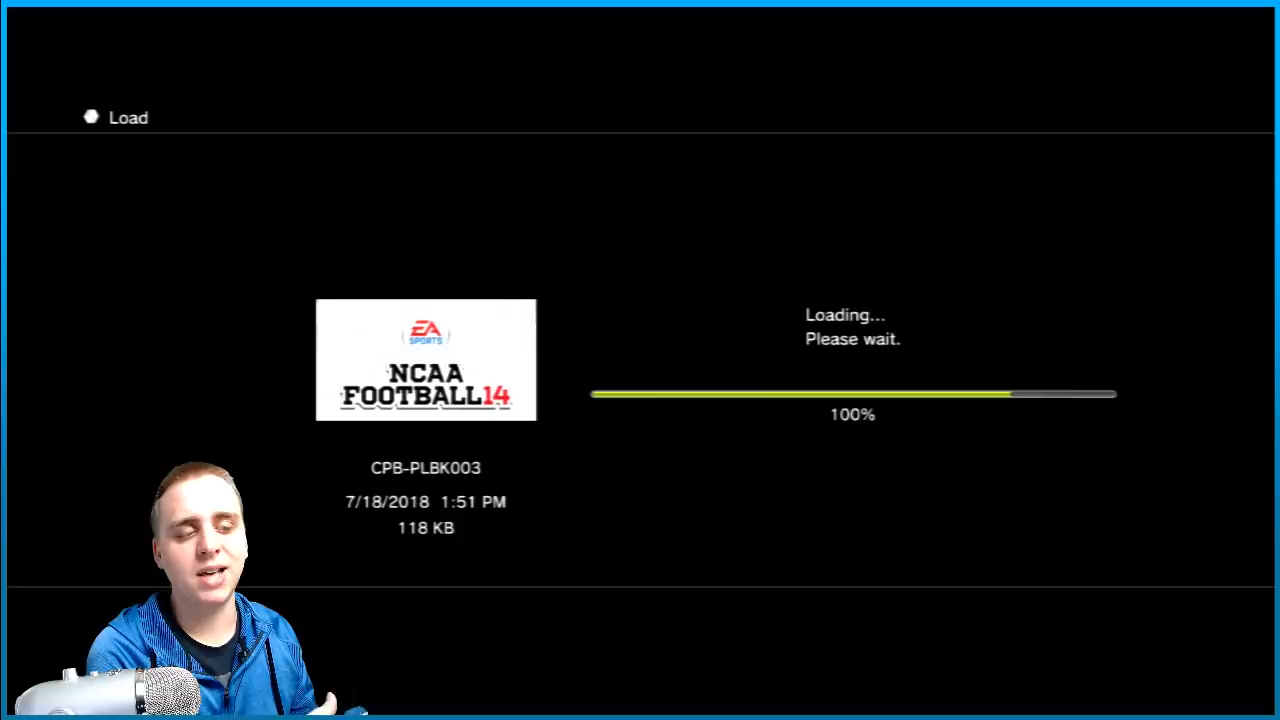 Load
EA
SPORTS
NCAA
FOOTBALL14
CPB-PLBK003
7/18/2018 1:51 PM
118 KB
Loading...
Please wait.
100%